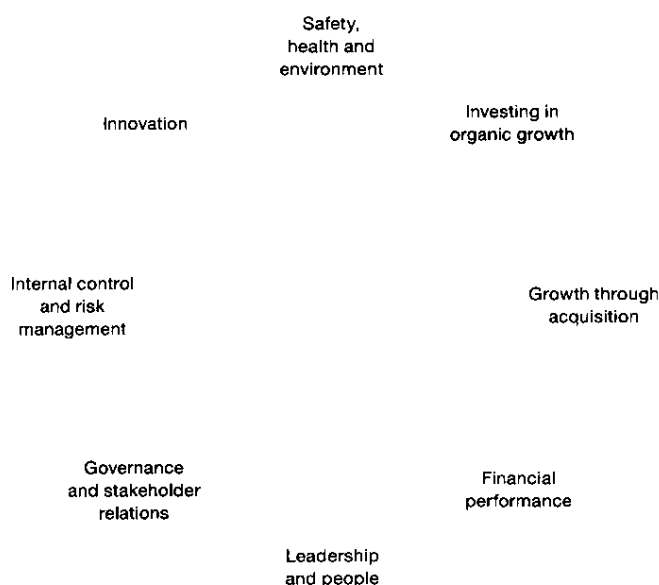 Safety,
health and
environment
Innovation
Investing in
organic growth
Internal control
and risk
management
Growth through
acquisition
Governance
and stakeholder
relations
Financial
performance
Leadership
and people